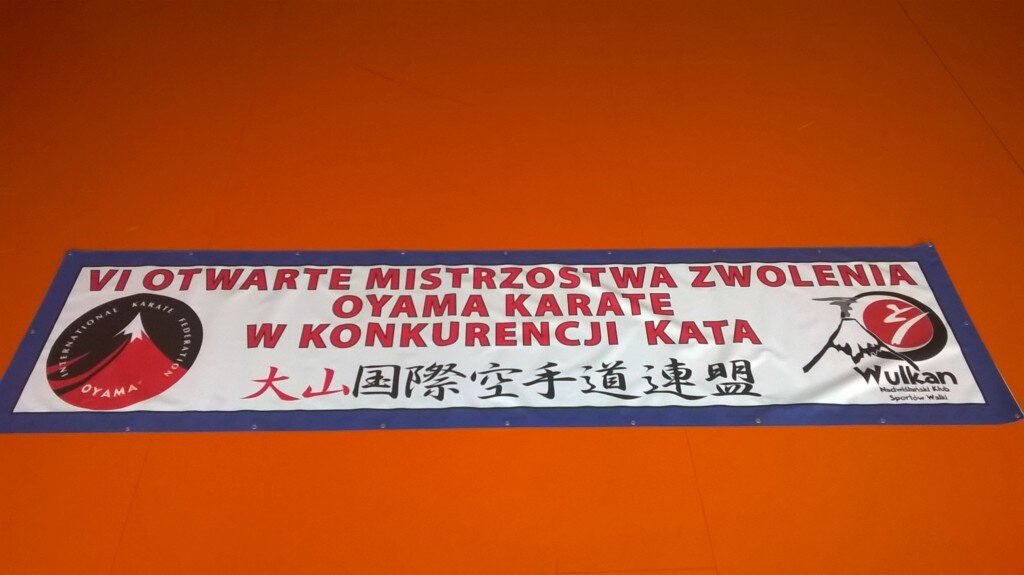 VI OTWARTE MISTRZOSTWA ZWOLENIA
OYAMA KARATE
W KONKURENCJI KATA
大山国際空手道連盟
INTERNATIONAL KARATE FEDERATION
OYAMA
Wulkan
Nadwiślański Klub
Sportów Walki